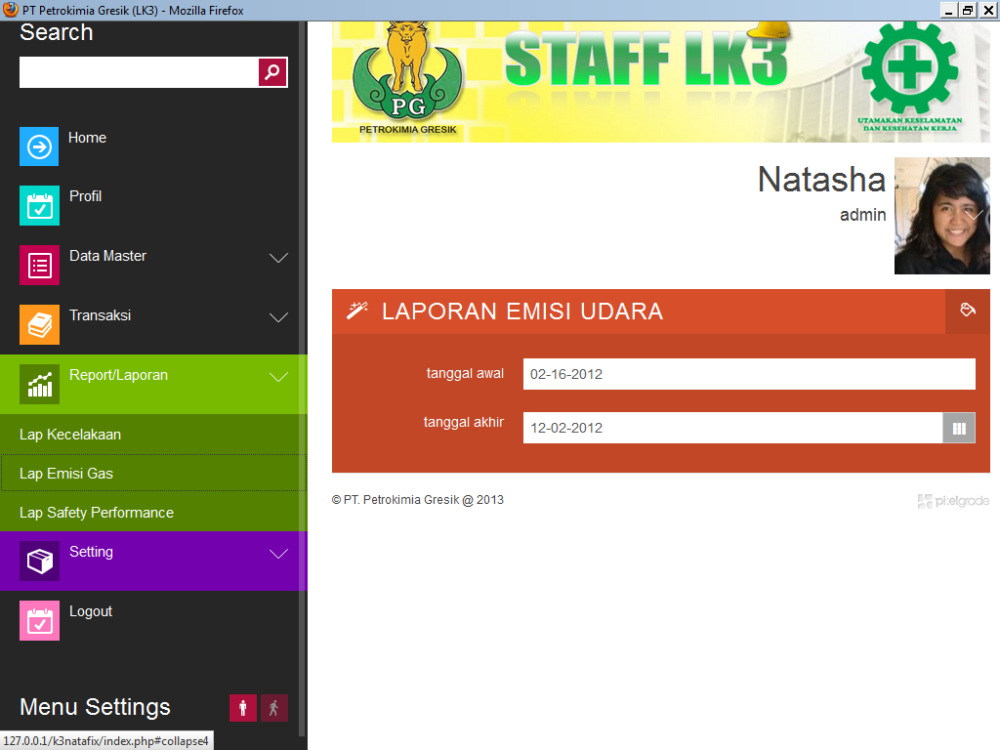 PT Petrokimia Gresik (LK3) - Mozilla Firefox
Search
Home
Profil
Data Master
Transaksi
Report/Laporan
Lap Kecelakaan
Lap Emisi Gas
Lap Safety Performance
Setting
Logout
Menu Settings
127.0.0.1/k3natafix/index.php#collapse4
PG
PETROKIMIA GRESIK
STAFF LK3
UTAMAKAN KESELAMATAN
DAN KESEHATAN KERJA
Natasha
admin
LAPORAN EMISI UDARA
tanggal awal
02-16-2012
tanggal akhir
12-02-2012
© PT. Petrokimia Gresik @ 2013
pixelgrade